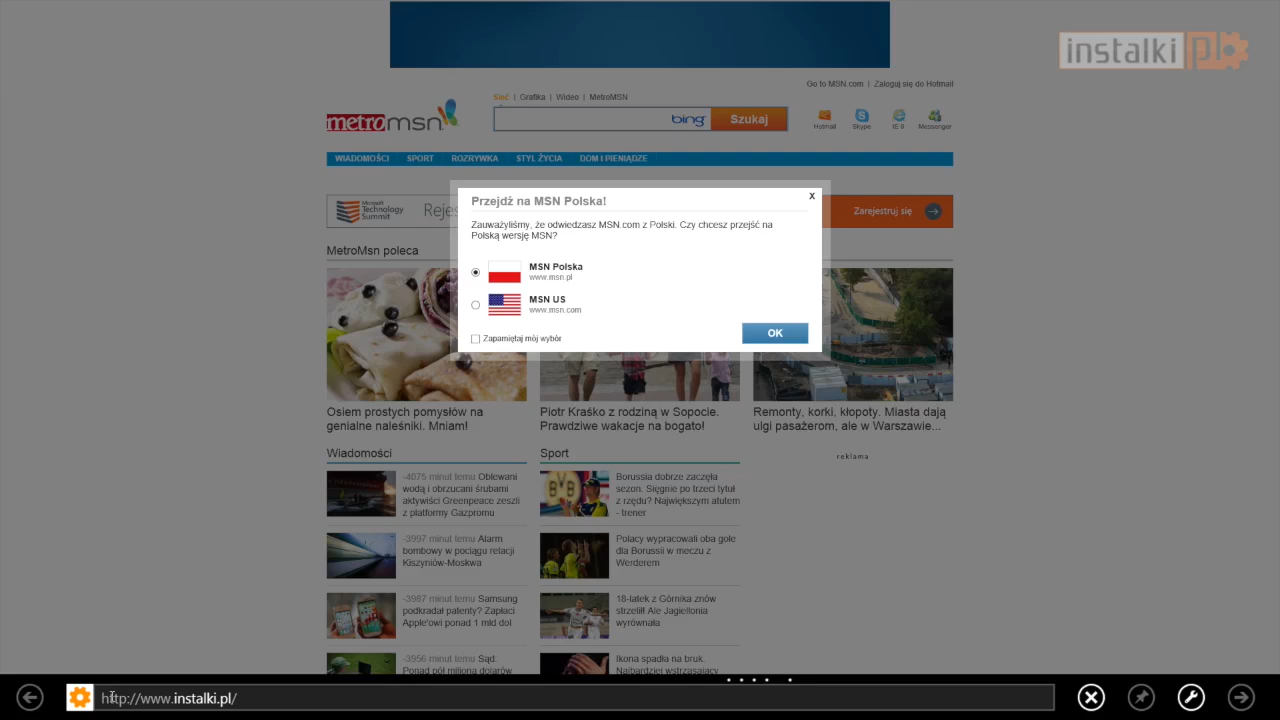 instalki pl
Go to MSN.com | Zaloguj się do Hotmail
Sieć | Grafika | Wideo | MetroMSN
metromsn
bing
Szukaj
Hotmail
Skype
IE 9
Messenger
WIADOMOŚCI SPORT ROZRYWKA STYL ŻYCIA DOM I PIENIĄDZE
Microsoft
Technology
Summit
Rejes
Zarejestruj się
Przejdź na MSN Polska!
x
Zauważyliśmy, że odwiedzasz MSN.com z Polski. Czy chcesz przejść na
Polską wersję MSN?
MSN Polska
www.msn.pl
MSN US
www.msn.com
Zapamiętaj mój wybór
OK
MetroMsn poleca
Osiem prostych pomysłów na
genialne naleśniki. Mniam!
Piotr Kraśko z rodziną w Sopocie.
Prawdziwe wakacje na bogato!
Remonty, korki, kłopoty. Miasta dają
ulgi pasażerom, ale w Warszawie...
reklama
Wiadomości
-4075 minut temu Oblewani
wodą i obrzucani śrubami
aktywiści Greenpeace zeszli
z platformy Gazpromu
-3997 minut temu Alarm
bombowy w pociągu relacji
Kiszyniów-Moskwa
-3987 minut temu Samsung
podkradał patenty? Zapłaci
Apple'owi ponad 1 mld dol
-3956 minut temu Sąd:
Ponad pół miliona dolarów
Sport
BVB
Borussia dobrze zaczęła
sezon. Sięgnie po trzeci tytuł
z rzędu? Największym atutem
- trener
Polacy wypracowali oba gole
dla Borussii w meczu z
Werderem
18-latek z Górnika znów
strzelił! Ale Jagiellonia
wyrównała
Ikona spadła na bruk.
Najbardziej wstrząsający
http://www.instalki.pl/